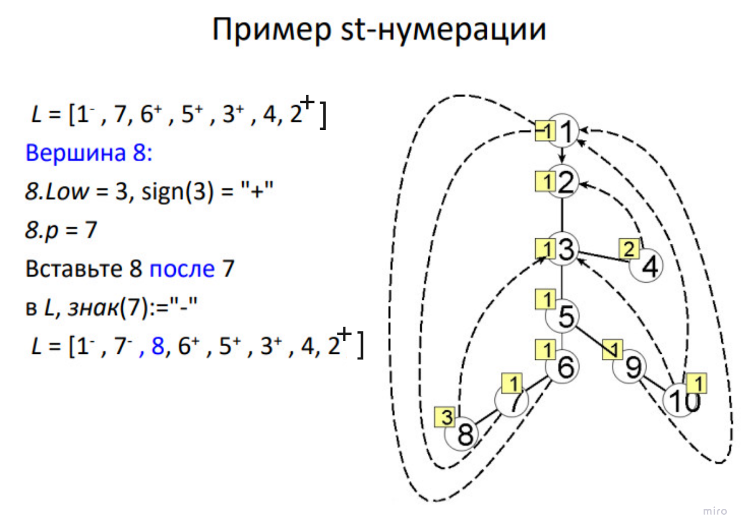 Пример st-нумерации
L = [1⁻ , 7, 6⁺ , 5⁺ , 3⁺ , 4, 2⁺ ]
Вершина 8:
8.Low = 3, sign(3) = "+"
8.p = 7
Вставьте 8 после 7
в L, знак(7):="-"
L = [1⁻ , 7⁻ , 8, 6⁺ , 5⁺ , 3⁺ , 4, 2⁺ ]
-1 1
1 2
1 3
2 4
1 5
1 6
1 9
1 7
10 1
3 8
miro